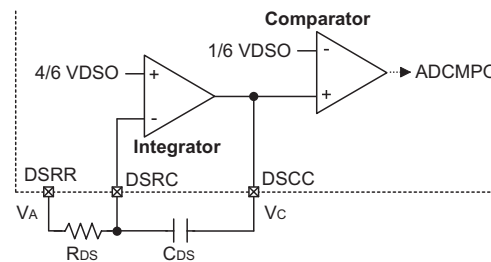 Comparator
1/6 VDSO
-
4/6 VDSO
+
-
+
ADCMPO
Integrator
DSRR
DSRC
DSCC
VA
RDS
CDS
VC